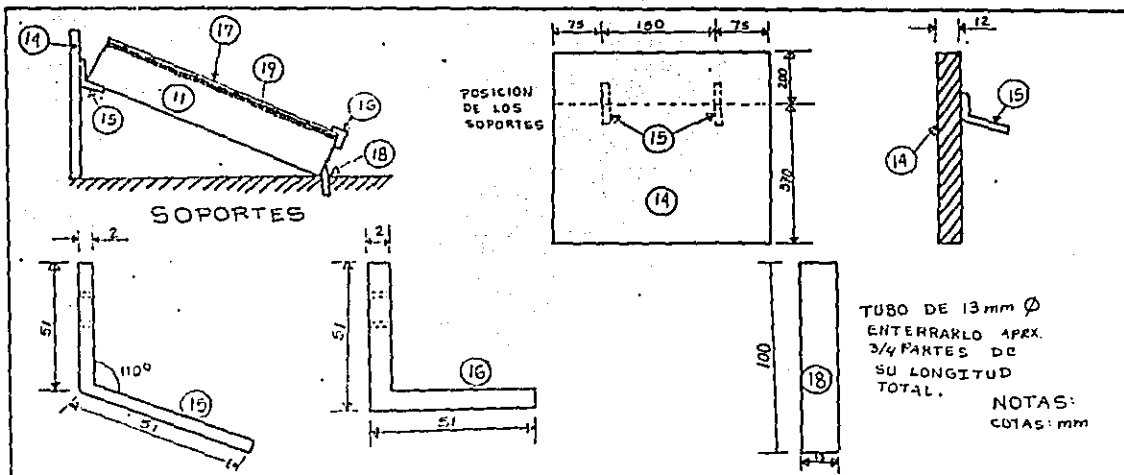 14
17
19
11
15
16
18
SOPORTES
75 150 75
POSICION
DE LOS
SOPORTES
15
14
200
370
12
15
14
2
51
110°
15
51
2
51
16
51
100
18
13
TUBO DE 13mm Ø
ENTERRARLO APRX.
3/4 PARTES DE
SU LONGITUD
TOTAL.
NOTAS:
COTAS: mm